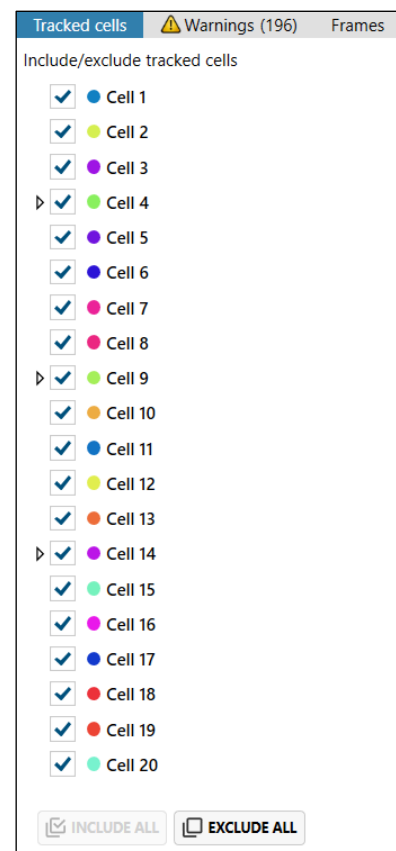 Tracked cells Warnings (196) Frames
Include/exclude tracked cells
Cell 1
Cell 2
Cell 3
Cell 4
Cell 5
Cell 6
Cell 7
Cell 8
Cell 9
Cell 10
Cell 11
Cell 12
Cell 13
Cell 14
Cell 15
Cell 16
Cell 17
Cell 18
Cell 19
Cell 20
INCLUDE ALL EXCLUDE ALL